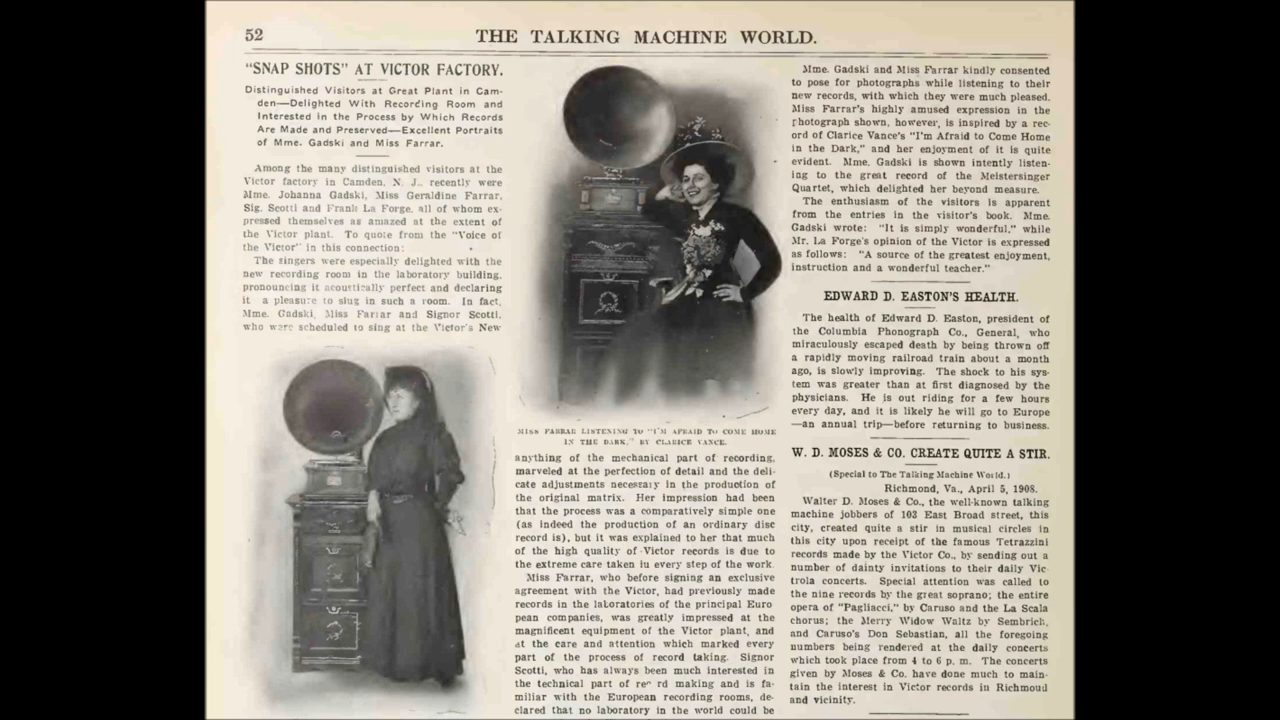 52
THE TALKING MACHINE WORLD.
"SNAP SHOTS" AT VICTOR FACTORY.
Distinguished Visitors at Great Plant in Cam-
den—Delighted With Recording Room and
Interested in the Process by Which Records
Are Made and Preserved—Excellent Portraits
of Mme. Gadski and Miss Farrar.
Among the many distinguished visitors at the
Victor factory in Camden, N. J., recently were
Mme. Johanna Gadski, Miss Geraldine Farrar,
Sig. Scotti and Frank La Forge, all of whom ex-
pressed themselves as amazed at the extent of
the Victor plant. To quote from the "Voice of
the Victor" in this connection:
The singers were especially delighted with the
new recording room in the laboratory building,
pronouncing it acoustically perfect and declaring
it a pleasure to sing in such a room. In fact,
Mme. Gadski, Miss Farrar and Signor Scotti,
who were scheduled to sing at the Victor's New
MISS FARRAR LISTENING TO "I'M AFRAID TO COME HOME
IN THE DARK," BY CLARICE VANCE.
anything of the mechanical part of recording,
marveled at the perfection of detail and the deli-
cate adjustments necessary in the production of
the original matrix. Her impression had been
that the process was a comparatively simple one
(as indeed the production of an ordinary disc
record is), but it was explained to her that much
of the high quality of Victor records is due to
the extreme care taken in every step of the work.
Miss Farrar, who before signing an exclusive
agreement with the Victor, had previously made
records in the laboratories of the principal Euro
pean companies, was greatly impressed at the
magnificent equipment of the Victor plant, and
at the care and attention which marked every
part of the process of record taking. Signor
Scotti, who has always been much interested in
the technical part of re rd making and is fa-
miliar with the European recording rooms, de-
clared that no laboratory in the world could be
Mme. Gadski and Miss Farrar kindly consented
to pose for photographs while listening to their
new records, with which they were much pleased.
Miss Farrar's highly amused expression in the
photograph shown, however, is inspired by a rec-
ord of Clarice Vance's "I'm Afraid to Come Home
in the Dark," and her enjoyment of it is quite
evident. Mme. Gadski is shown intently listen-
ing to the great record of the Meistersinger
Quartet, which delighted her beyond measure.
The enthusiasm of the visitors is apparent
from the entries in the visitor's book. Mme.
Gadski wrote: "It is simply wonderful," while
Mr. La Forge's opinion of the Victor is expressed
as follows: "A source of the greatest enjoyment,
instruction and a wonderful teacher."
EDWARD D. EASTON'S HEALTH.
The health of Edward D. Easton, president of
the Columbia Phonograph Co., General, who
miraculously escaped death by being thrown off
a rapidly moving railroad train about a month
ago, is slowly improving. The shock to his sys-
tem was greater than at first diagnosed by the
physicians. He is out riding for a few hours
every day, and it is likely he will go to Europe
—an annual trip—before returning to business.
W. D. MOSES & CO. CREATE QUITE A STIR.
(Special to The Talking Machine World.)
Richmond, Va., April 5, 1908.
Walter D. Moses & Co., the well-known talking
machine jobbers of 103 East Broad street, this
city, created quite a stir in musical circles in
this city upon receipt of the famous Tetrazzini
records made by the Victor Co., by sending out a
number of dainty invitations to their daily Vic
trola concerts. Special attention was called to
the nine records by the great soprano; the entire
opera of "Pagliacci," by Caruso and the La Scala
chorus; the Merry Widow Waltz by Sembrich,
and Caruso's Don Sebastian, all the foregoing
numbers being rendered at the daily concerts
which took place from 4 to 6 p. m. The concerts
given by Moses & Co. have done much to main-
tain the interest in Victor records in Richmond
and vicinity.